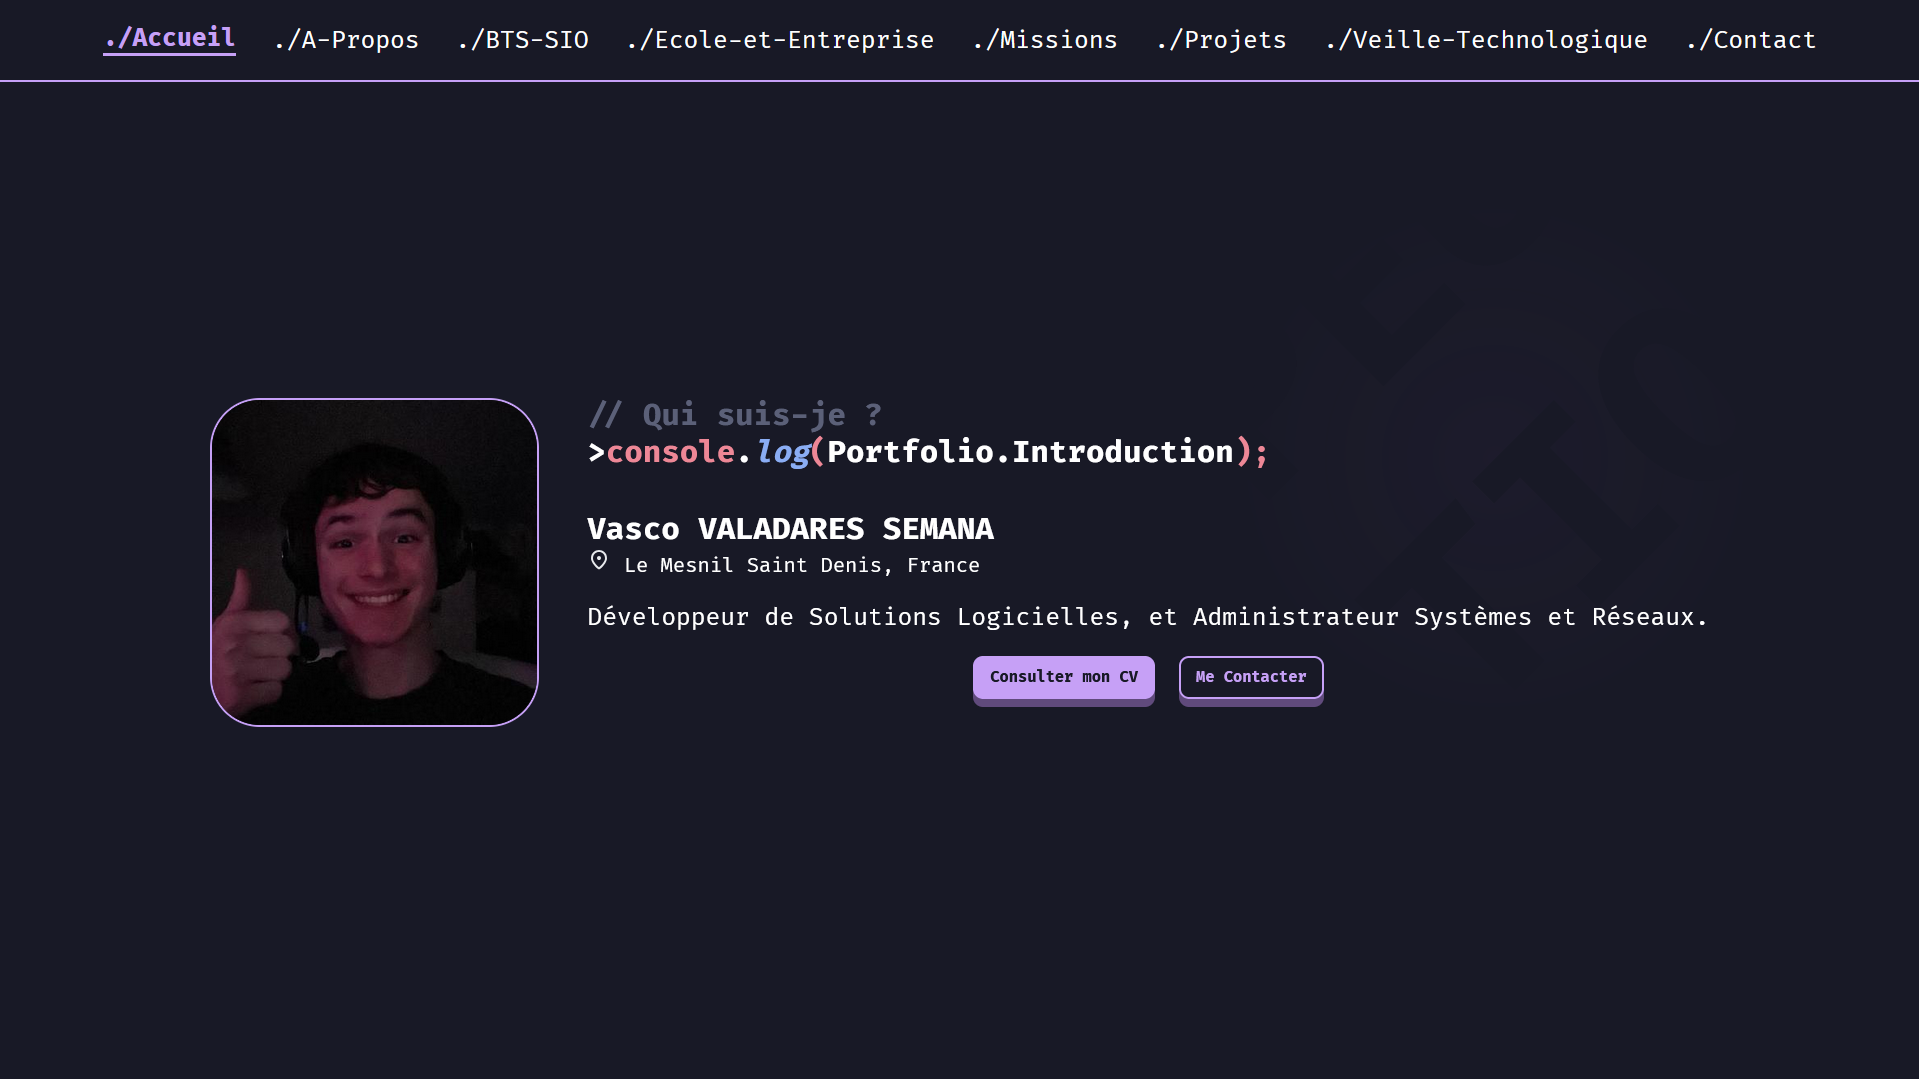 ./Accueil ./A-Propos ./BTS-SIO ./Ecole-et-Entreprise ./Missions ./Projets ./Veille-Technologique ./Contact
// Qui suis-je ?
>console.log(Portfolio.Introduction);
Vasco VALADARES SEMANA
Le Mesnil Saint Denis, France
Développeur de Solutions Logicielles, et Administrateur Systèmes et Réseaux.
Consulter mon CV Me Contacter